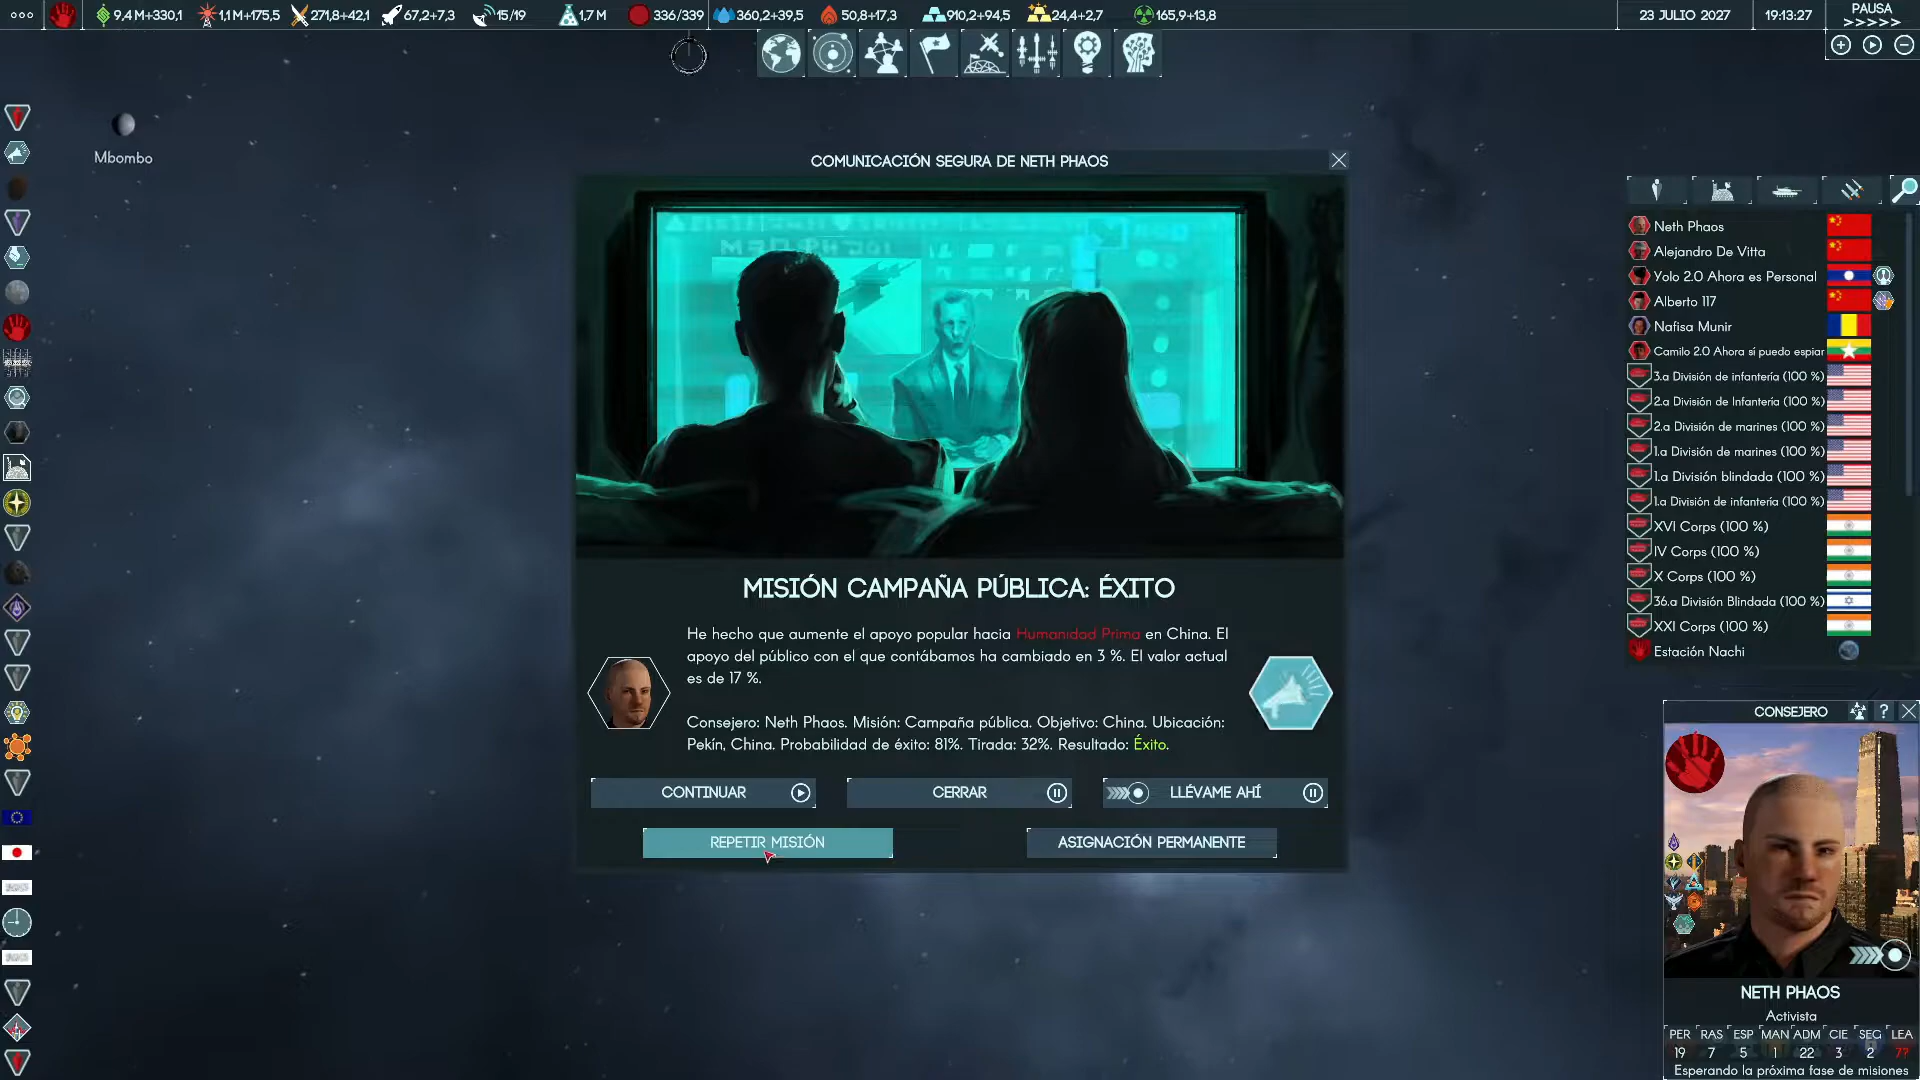 9,4 M+330,1
1,1 M+175,5
271,8+42,1
67,2+7,3
15/19
1,7 M
336/339
360,2+39,5
50,8+17,3
910,2+94,5
24,4+2,7
165,9+13,8
23 JULIO 2027
19:13:27
PAUSA
>>>>>
Mbombo
COMUNICACIÓN SEGURA DE NETH PHAOS
MISIÓN CAMPAÑA PÚBLICA: ÉXITO
He hecho que aumente el apoyo popular hacia Humanidad Prima en China. El
apoyo del público con el que contábamos ha cambiado en 3 %. El valor actual
es de 17 %.
Consejero: Neth Phaos. Misión: Campaña pública. Objetivo: China. Ubicación:
Pekín, China. Probabilidad de éxito: 81%. Tirada: 32%. Resultado: Éxito.
CONTINUAR
CERRAR
LLÉVAME AHÍ
REPETIR MISIÓN
ASIGNACIÓN PERMANENTE
Neth Phaos
Alejandro De Vitta
Yolo 2.0 Ahora es Personal
Alberto 117
Nafisa Munir
Camilo 2.0 Ahora sí puedo espiar
3.a División de infantería (100 %)
2.a División de Infantería (100 %)
2.a División de marines (100 %)
1.a División de marines (100 %)
1.a División blindada (100 %)
1.a División de infantería (100 %)
XVI Corps (100 %)
IV Corps (100 %)
X Corps (100 %)
36.a División Blindada (100 %)
XXI Corps (100 %)
Estación Nachi
CONSEJERO
?
NETH PHAOS
Activista
PER RAS ESP MAN ADM CIE SEG LEA
19 7 5 1 22 3 2 7?
Esperando la próxima fase de misiones